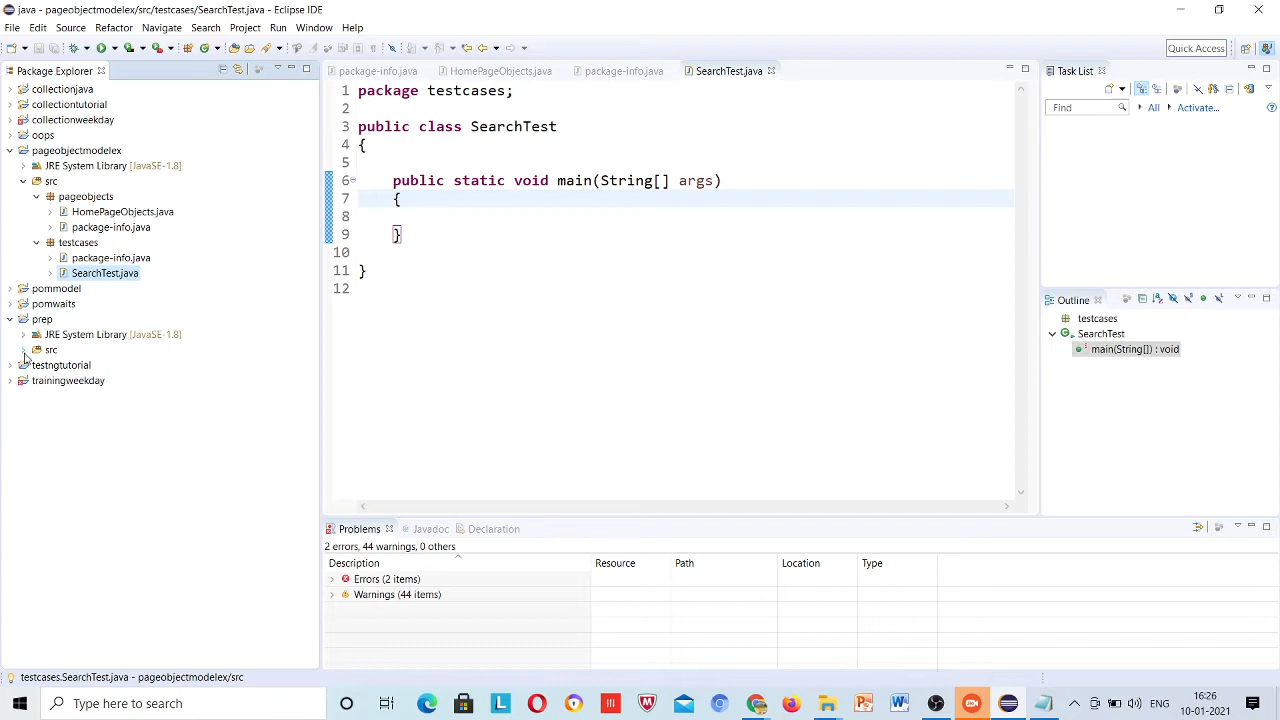 java - pageobjectmodelex/src/testcases/SearchTest.java - Eclipse IDE
File Edit Source Refactor Navigate Search Project Run Window Help
Quick Access
Package Explorer
collectionjava
collectiontutorial
collectionweekday
oops
pageobjectmodelex
JRE System Library [JavaSE-1.8]
src
pageobjects
HomePageObjects.java
package-info.java
testcases
package-info.java
SearchTest.java
pommodel
pomwaits
prep
JRE System Library [JavaSE-1.8]
src
testngtutorial
trainingweekday
package-info.java HomePageObjects.java package-info.java SearchTest.java
1 package testcases;
2
3 public class SearchTest
4 {
5
6 public static void main(String[] args)
7 {
8
9 }
10
11 }
12
Task List
Find All Activate...
Outline
testcases
SearchTest
main(String[]) : void
Problems Javadoc Declaration
2 errors, 44 warnings, 0 others
Description Resource Path Location Type
Errors (2 items)
Warnings (44 items)
testcases.SearchTest.java - pageobjectmodelex/src
Type here to search
16:26
10-01-2021